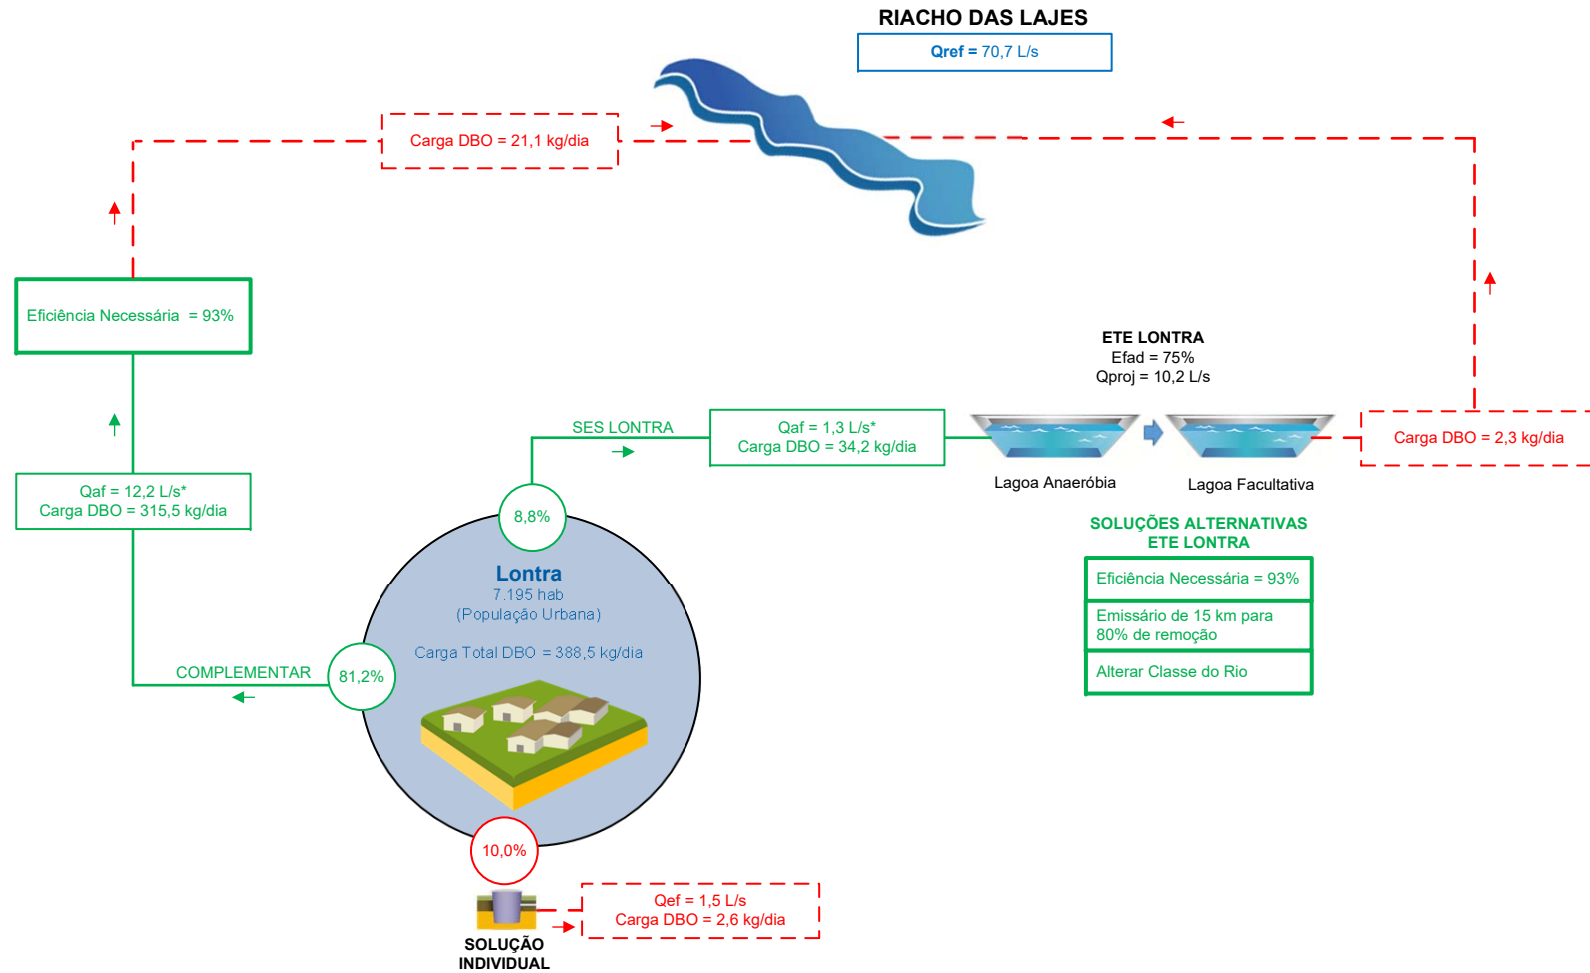 RIACHO DAS LAJES
Qref = 70,7 L/s
Carga DBO = 21,1 kg/dia
Eficiência Necessária = 93%
ETE LONTRA
Efad = 75%
Qproj = 10,2 L/s
SES LONTRA
Qaf = 1,3 L/s*
Carga DBO = 34,2 kg/dia
Carga DBO = 2,3 kg/dia
Lagoa Anaeróbia
Lagoa Facultativa
Qaf = 12,2 L/s*
Carga DBO = 315,5 kg/dia
8,8%
SOLUÇÕES ALTERNATIVAS
ETE LONTRA
Eficiência Necessária = 93%
Emissário de 15 km para
80% de remoção
Alterar Classe do Rio
Lontra
7.195 hab
(População Urbana)
Carga Total DBO = 388,5 kg/dia
COMPLEMENTAR
81,2%
10,0%
Qef = 1,5 L/s
Carga DBO = 2,6 kg/dia
SOLUÇÃO
INDIVIDUAL